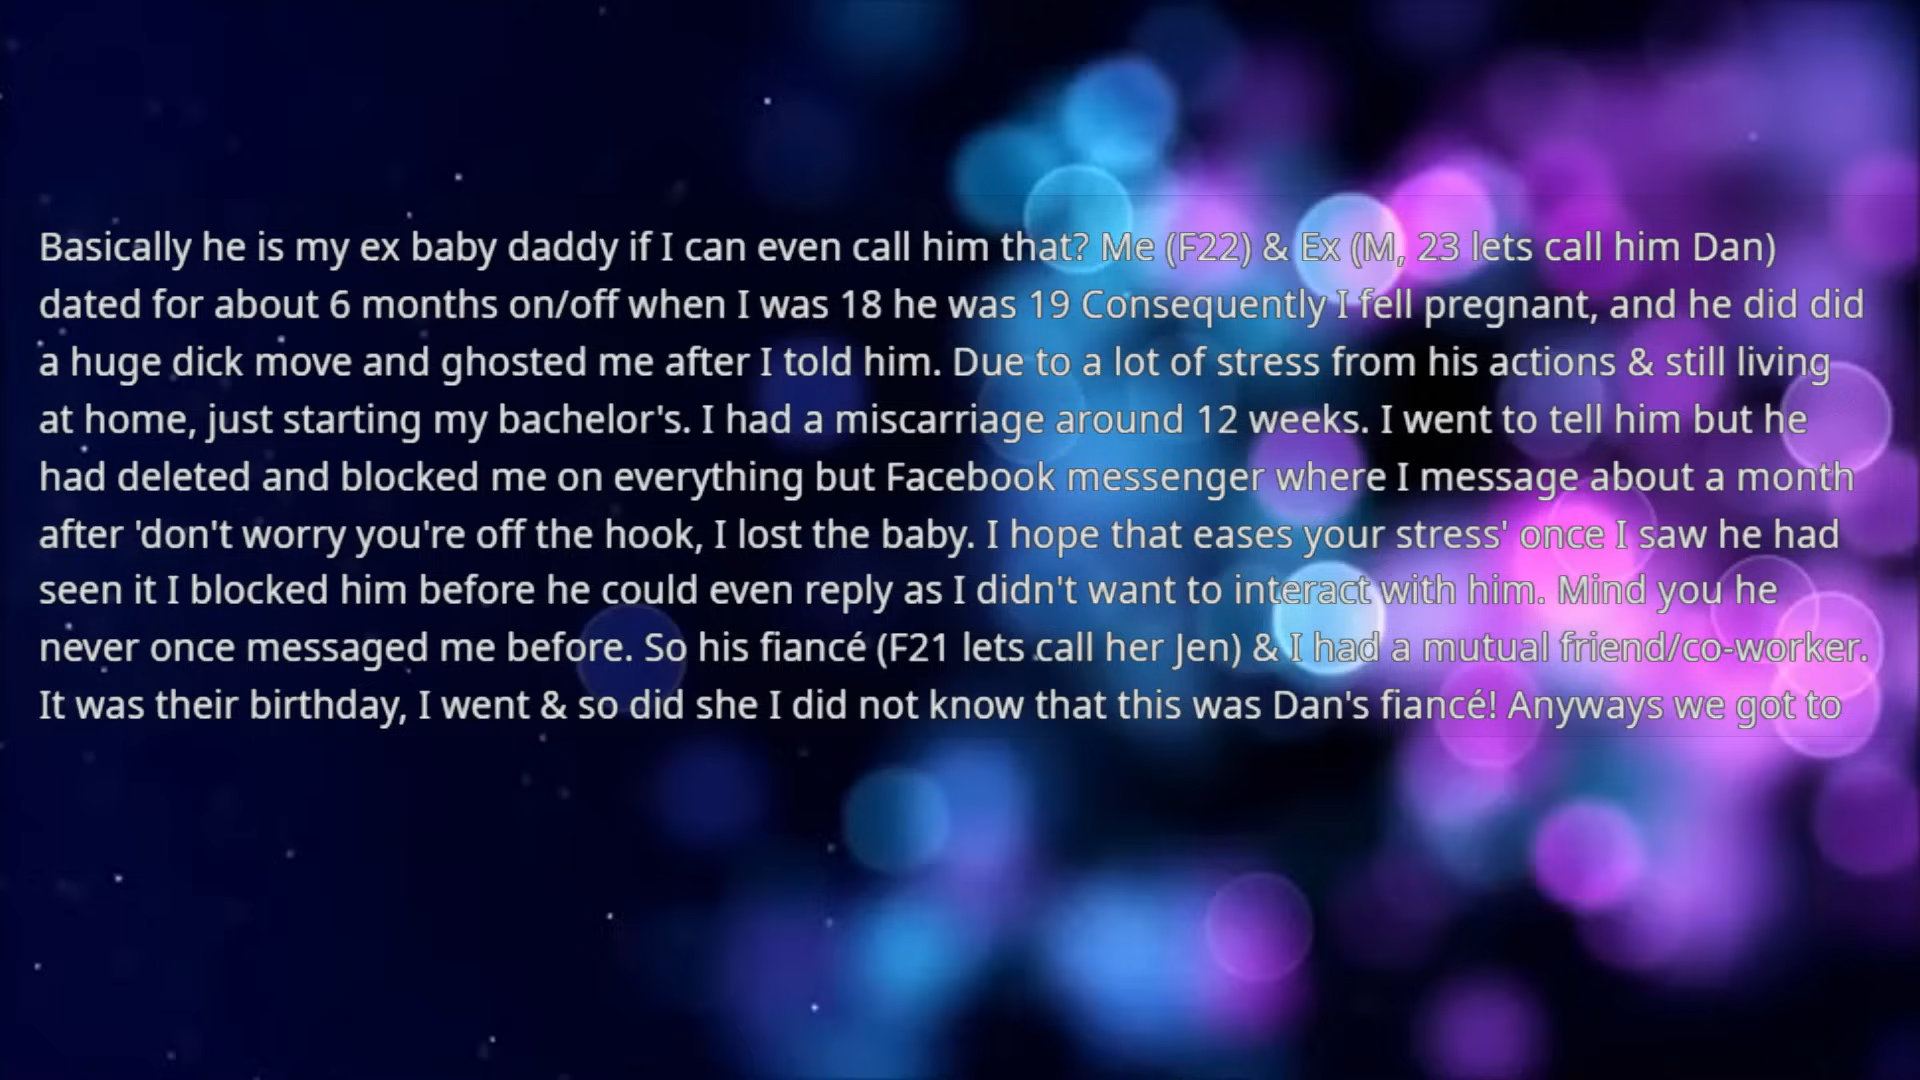 Basically he is my ex baby daddy if I can even call him that? Me (F22) & Ex (M, 23 lets call him Dan)
dated for about 6 months on/off when I was 18 he was 19 Consequently I fell pregnant, and he did did
a huge dick move and ghosted me after I told him. Due to a lot of stress from his actions & still living
at home, just starting my bachelor's. I had a miscarriage around 12 weeks. I went to tell him but he
had deleted and blocked me on everything but Facebook messenger where I message about a month
after 'don't worry you're off the hook, I lost the baby. I hope that eases your stress' once I saw he had
seen it I blocked him before he could even reply as I didn't want to interact with him. Mind you he
never once messaged me before. So his fiancé (F21 lets call her Jen) & I had a mutual friend/co-worker.
It was their birthday, I went & so did she I did not know that this was Dan's fiancé! Anyways we got to